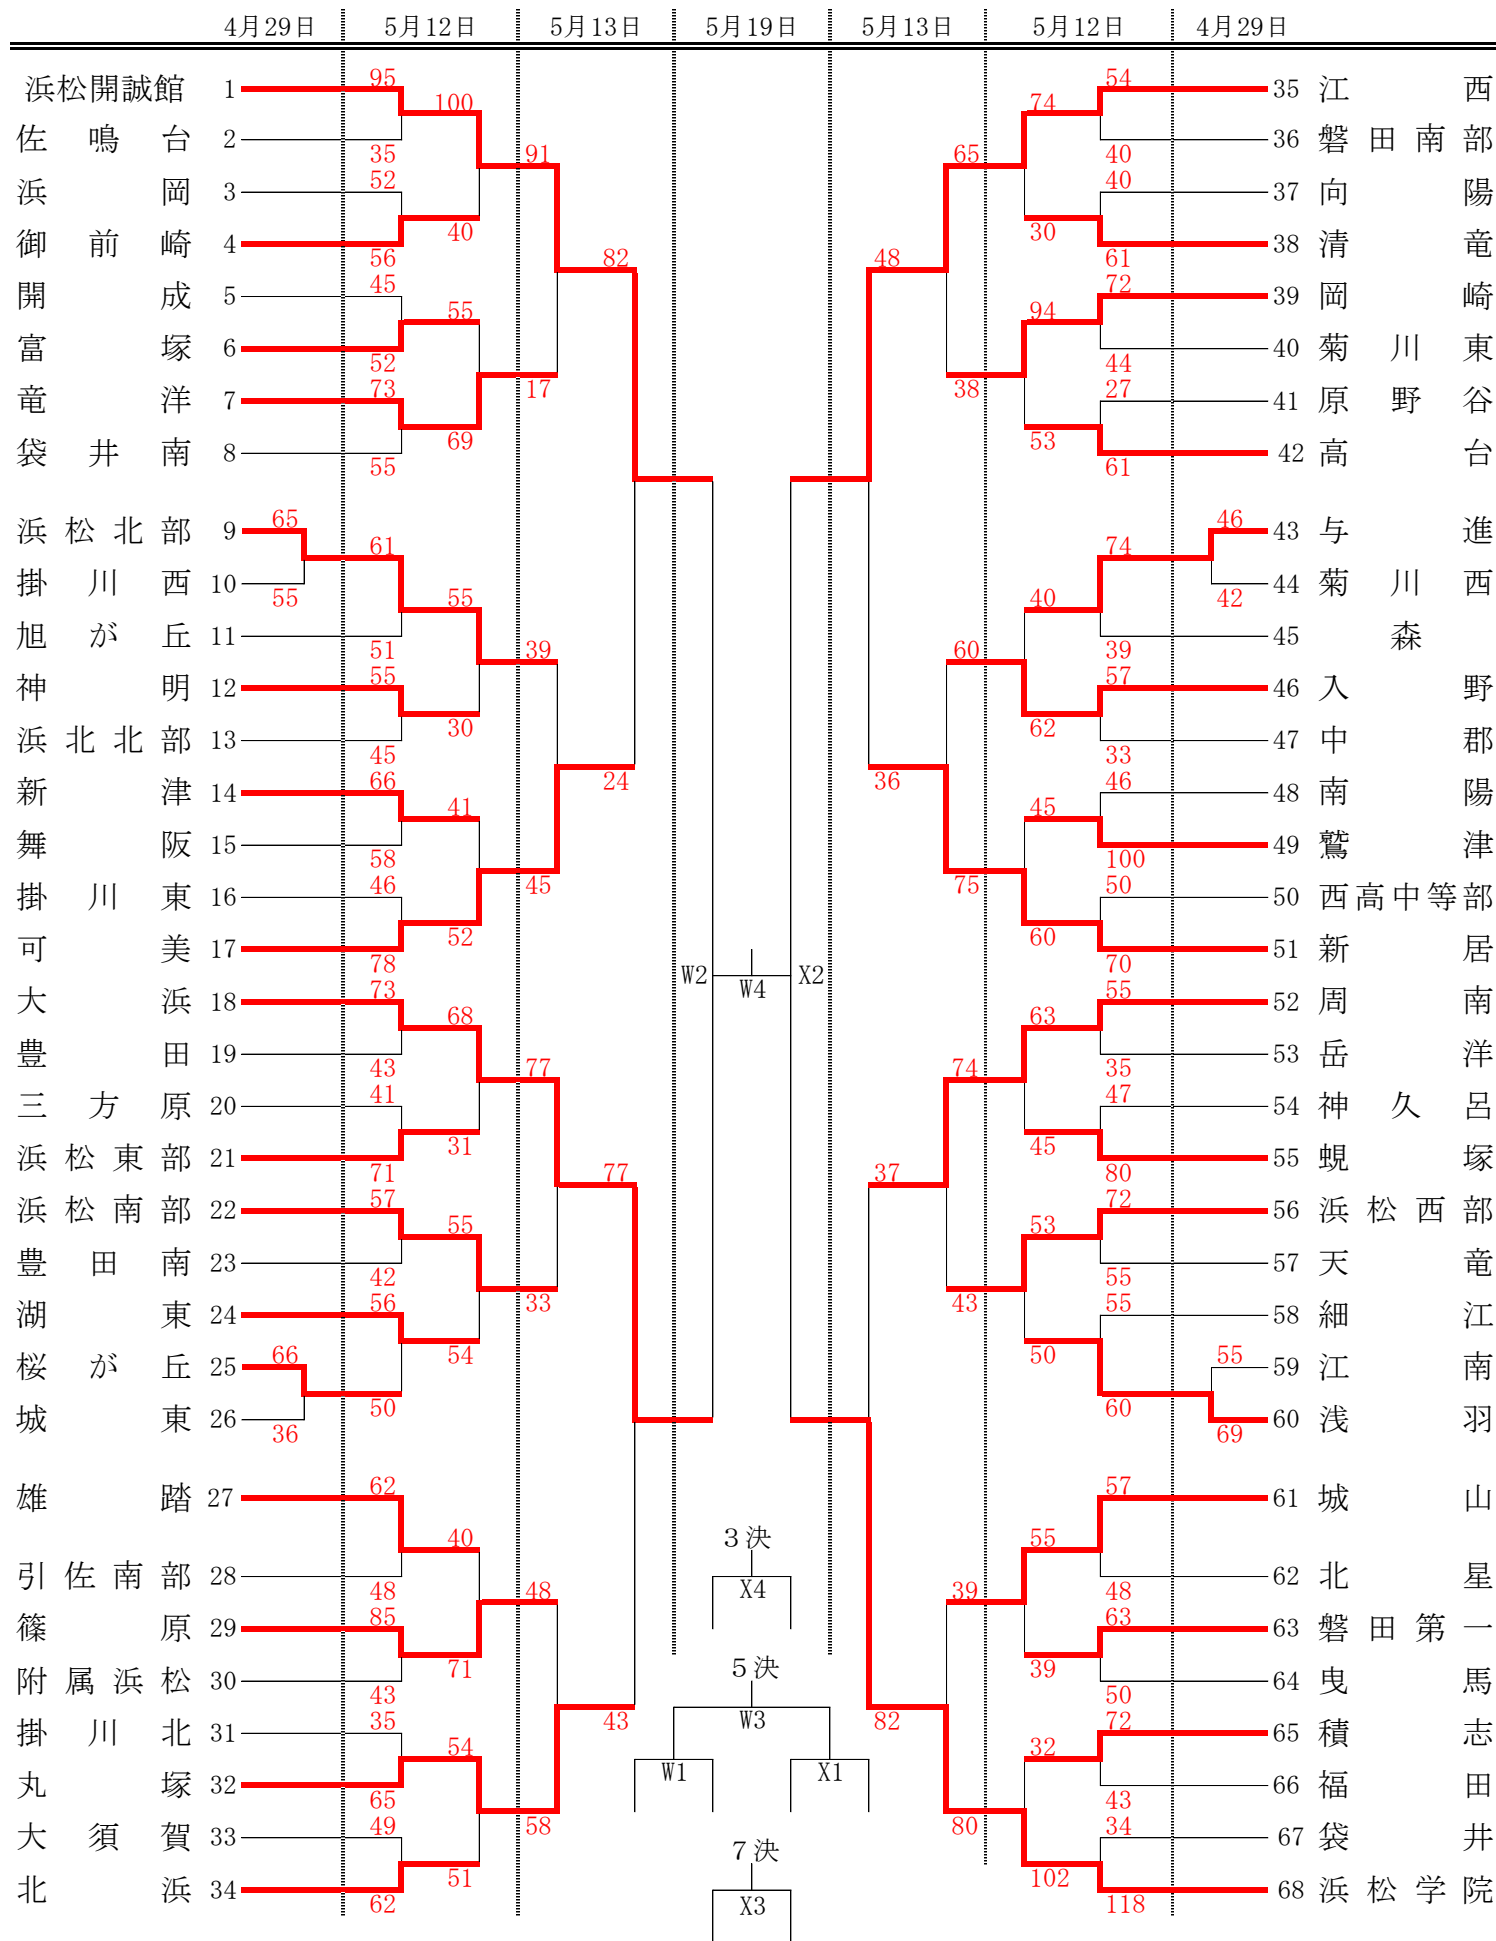 4月29日 5月12日 5月13日 5月19日 5月13日 5月12日 4月29日
浜松開誠館 1 95 100 74 54 35 江西
佐鳴台 2 35 91 65 40 36 磐田南部
浜岡 3 52 40 37 向陽
御前崎 4 56 40 82 48 30 61 38 清竜
開成 5 45 55 94 72 39 岡崎
富塚 6 52 44 40 菊川東
竜洋 7 73 17 38 27 41 原野谷
袋井南 8 55 69 53 61 42 高台
浜松北部 9 65 61 74 46 43 与進
掛川西 10 55 55 40 42 44 菊川西
旭が丘 11 51 39 60 39 45 森
神明 12 55 57 46 入野
浜北北部 13 45 30 62 33 47 中郡
新津 14 66 41 24 36 45 46 48 南陽
舞阪 15 58 100 49 鷲津
掛川東 16 46 45 75 50 50 西高中等部
可美 17 78 52 60 70 51 新居
W2 W4 X2
大浜 18 73 68 63 55 52 周南
豊田 19 43 77 74 35 53 岳洋
三方原 20 41 47 54 神久呂
浜松東部 21 71 31 77 37 45 80 55 蜆塚
浜松南部 22 57 55 53 72 56 浜松西部
豊田南 23 42 55 57 天竜
湖東 24 56 33 43 55 58 細江
桜が丘 25 66 54 50 55 59 江南
城東 26 36 50 60 69 60 浅羽
雄踏 27 62 40 55 57 61 城山
3決
引佐南部 28 48 48 X4 39 48 62 北星
篠原 29 85 63 63 磐田第一
附属浜松 30 43 71 5決 39 50 64 曳馬
掛川北 31 35 54 43 W3 82 32 72 65 積志
丸塚 32 65 W1 X1 43 66 福田
大須賀 33 49 58 80 34 67 袋井
7決
北浜 34 62 51 X3 102 118 68 浜松学院